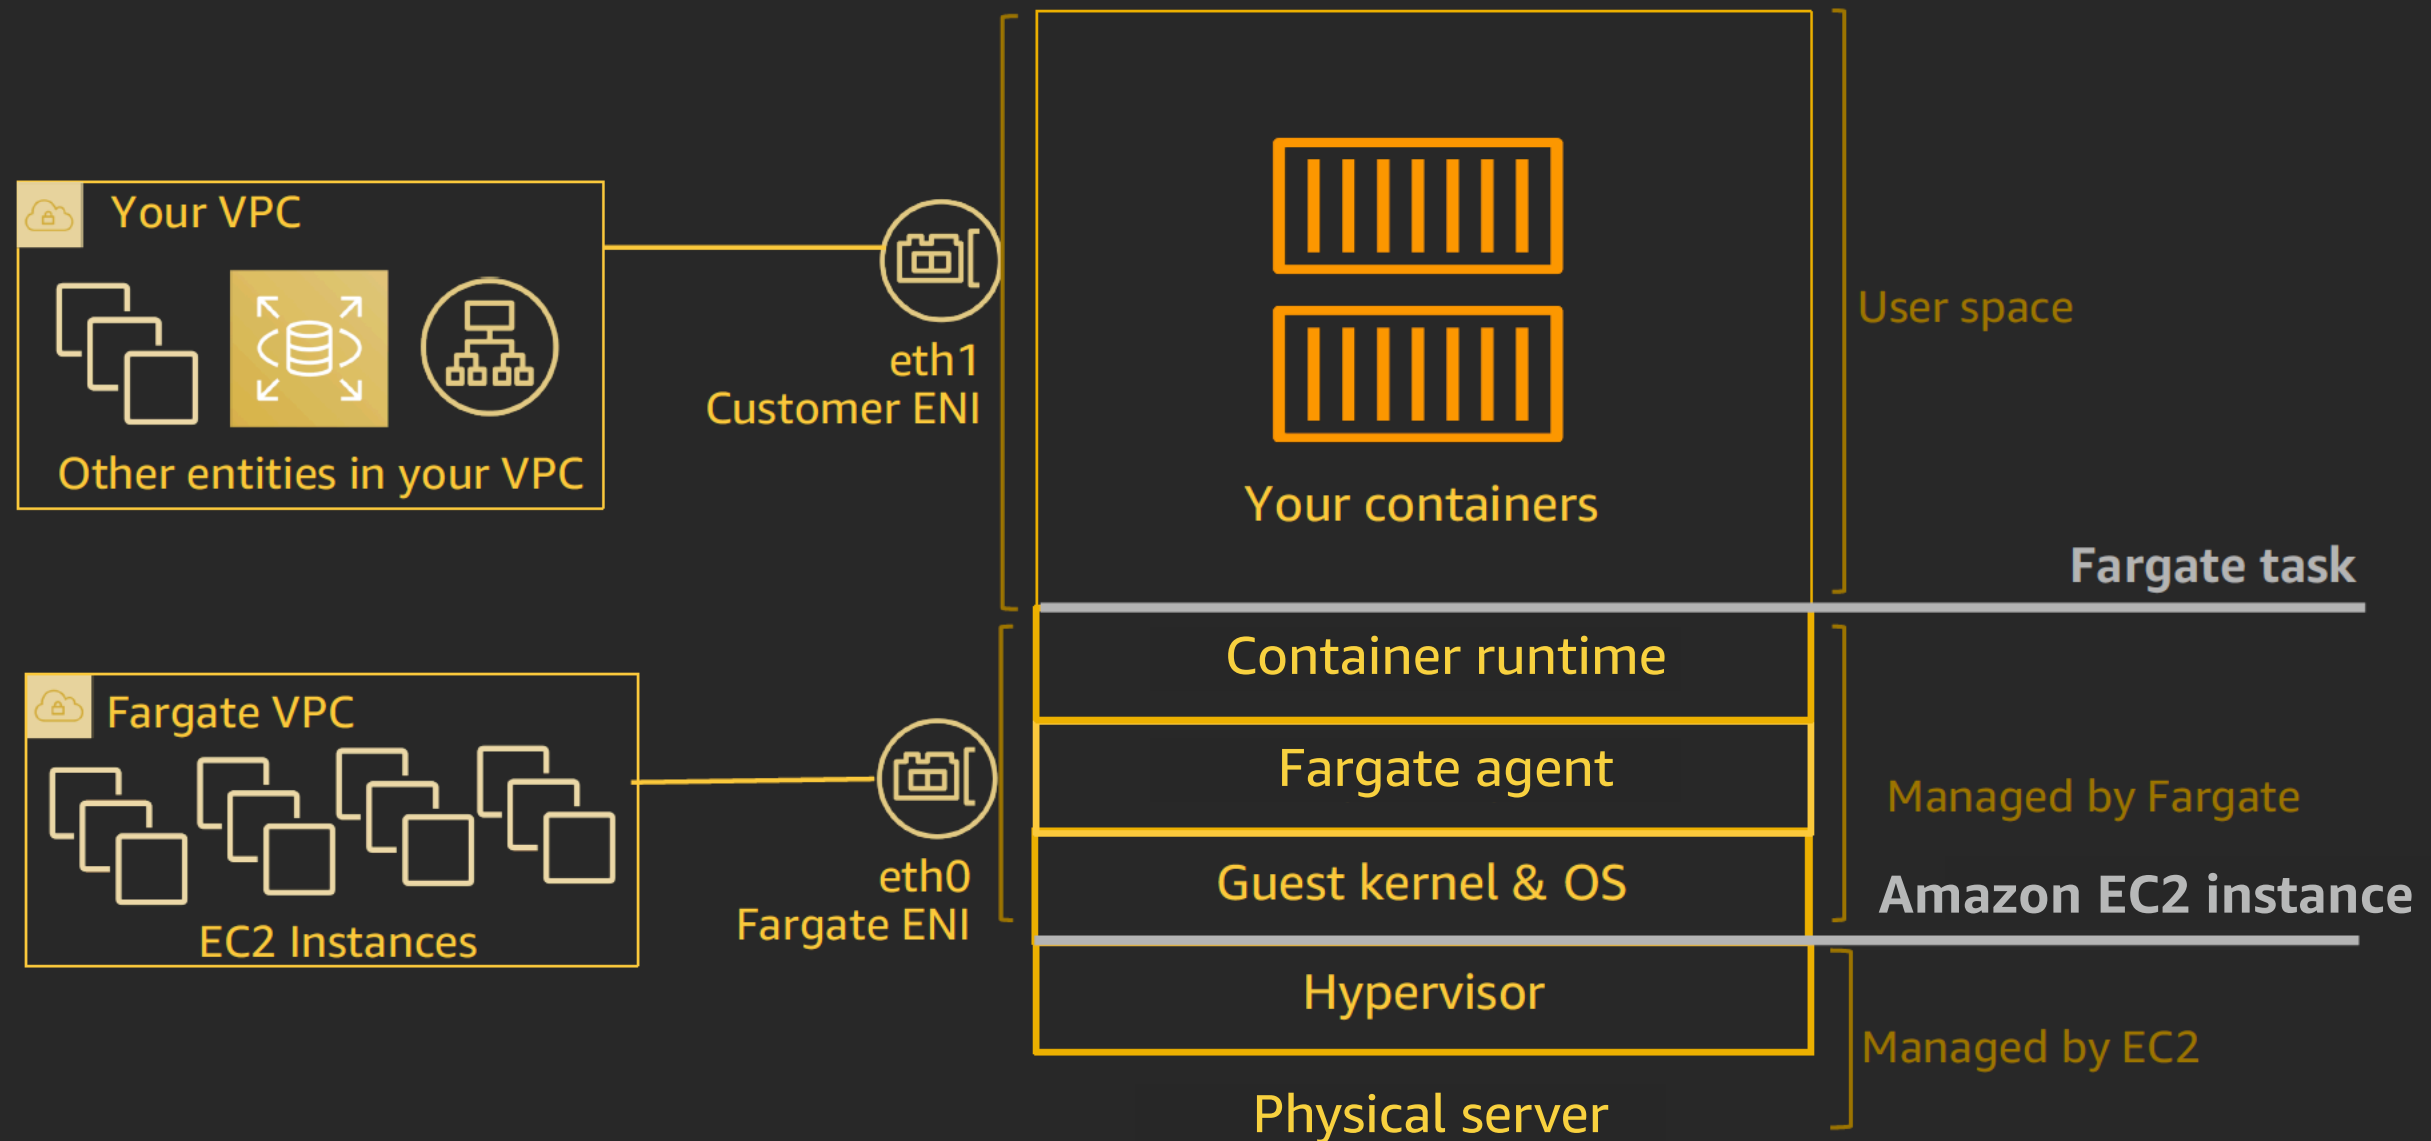 Your VPC
Other entities in your VPC
eth1
Customer ENI
Your containers
User space
Fargate task
Container runtime
Fargate VPC
EC2 Instances
eth0
Fargate ENI
Fargate agent
Managed by Fargate
Guest kernel & OS
Amazon EC2 instance
Hypervisor
Managed by EC2
Physical server